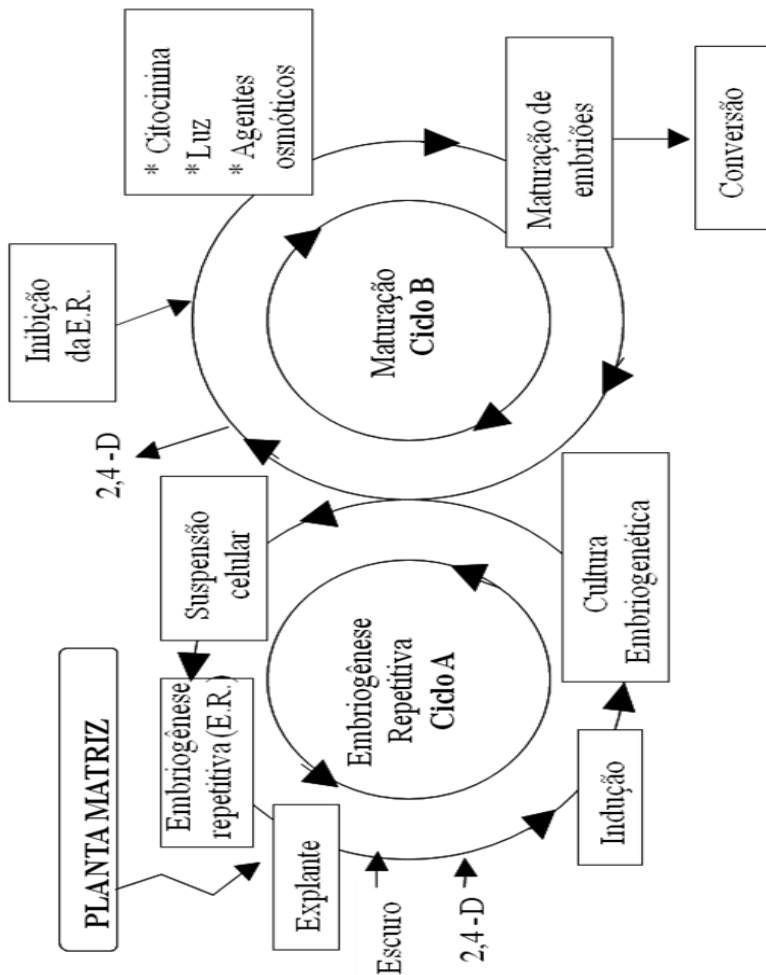 PLANTA MATRIZ
Embriogênese
repetitiva (E.R.)
Explante
Escuro
2,4 - D
Indução
Suspensão
celular
Embriogênese
Repetitiva
Ciclo A
Cultura
Embriogenética
2,4 - D
Inibição
da E.R.
* Citocinina
* Luz
* Agentes
osmóticos
Maturação
Ciclo B
Maturação de
embriões
Conversão